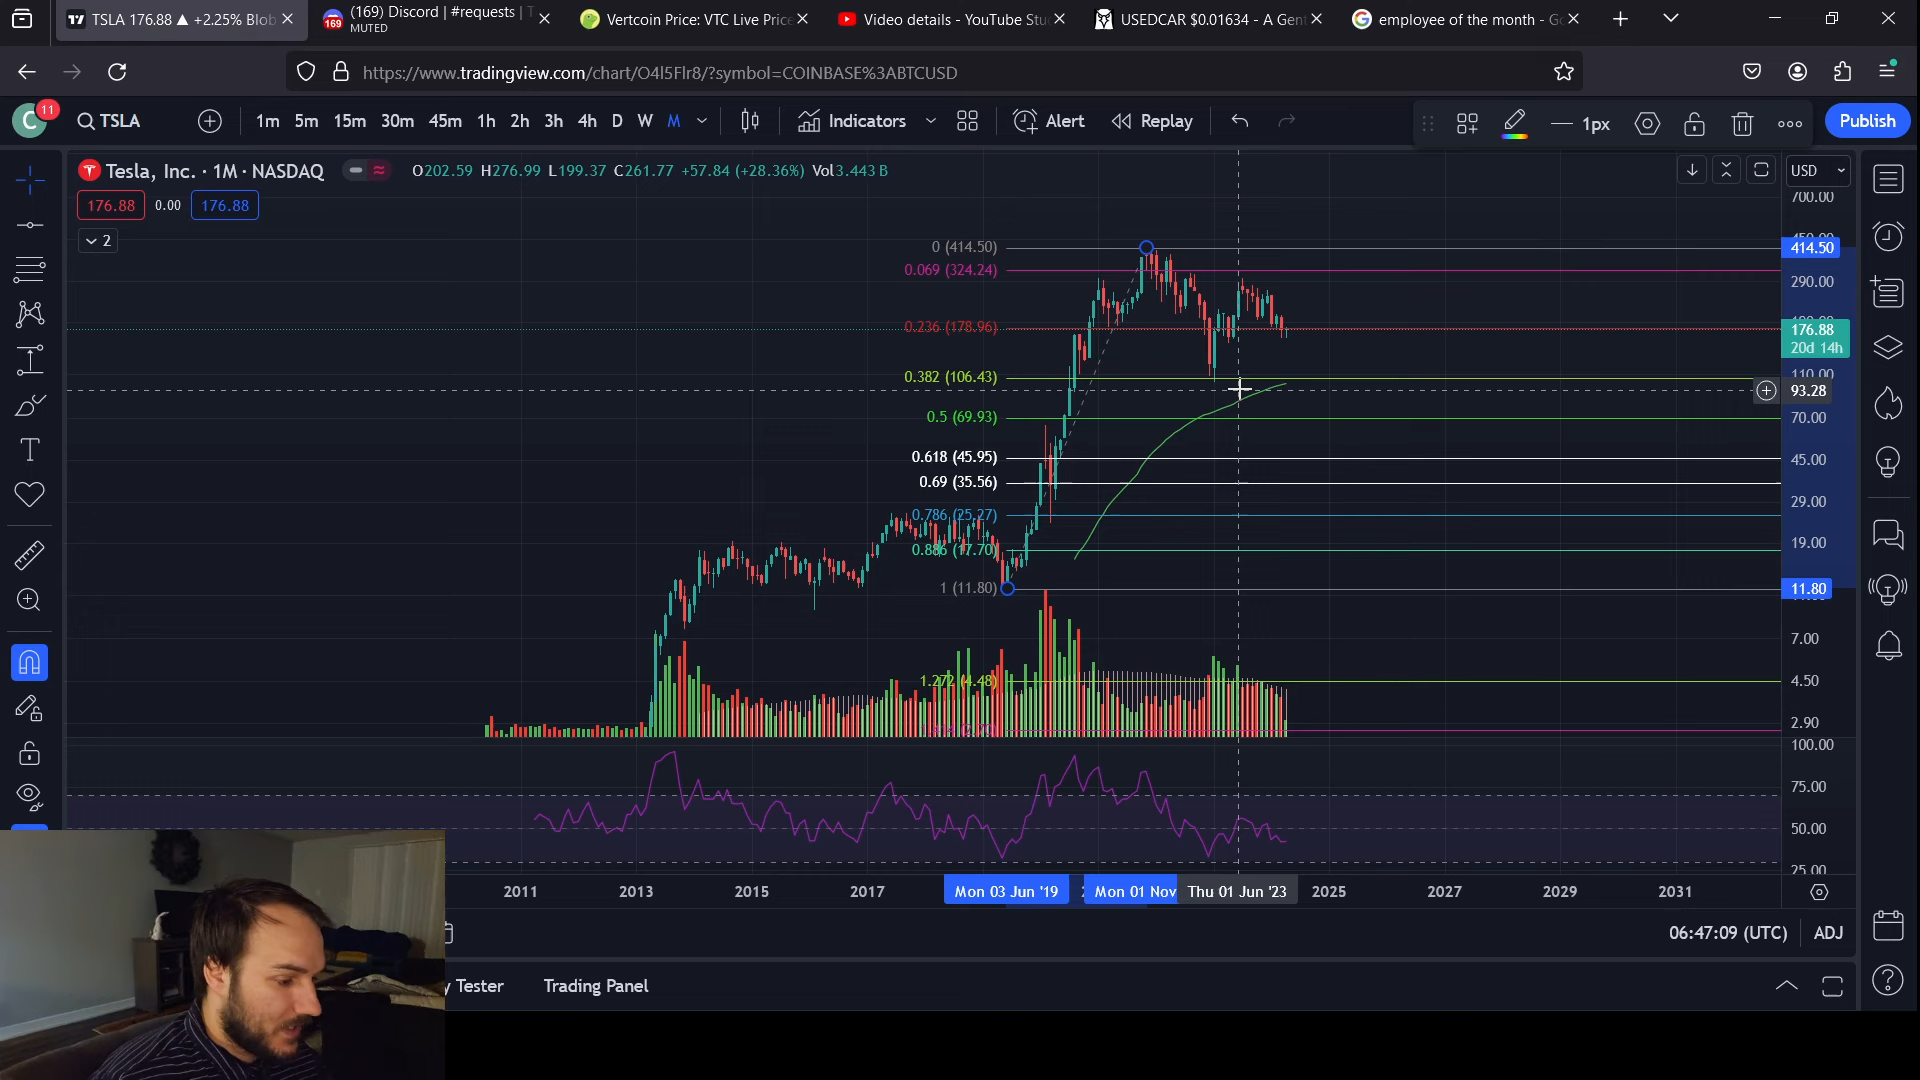 TSLA 176.88 ▲ +2.25% Blob
(169) Discord | #requests | T
MUTED
Vertcoin Price: VTC Live Price
Video details - YouTube Stu
USEDCAR $0.01634 - A Gen
employee of the month - Go
https://www.tradingview.com/chart/O4l5Flr8/?symbol=COINBASE%3ABTCUSD
C
11
TSLA
1m 5m 15m 30m 45m 1h 2h 3h 4h D W M
Indicators
Alert
Replay
1px
Publish
Tesla, Inc. · 1M · NASDAQ
O202.59 H276.99 L199.37 C261.77 +57.84 (+28.36%) Vol3.443 B
USD
176.88 0.00 176.88
2
700.00
0 (414.50)
414.50
0.069 (324.24)
290.00
0.236 (178.96)
176.88
20d 14h
0.382 (106.43)
110.00
93.28
0.5 (69.93)
70.00
0.618 (45.95)
45.00
0.69 (35.56)
29.00
0.786 (25.27)
19.00
0.886 (17.70)
1 (11.80)
11.80
7.00
1.272 (4.48)
4.50
2.90
100.00
75.00
50.00
25.00
2011 2013 2015 2017 Mon 03 Jun '19 Mon 01 Nov Thu 01 Jun '23 2025 2027 2029 2031
06:47:09 (UTC) ADJ
y Tester Trading Panel